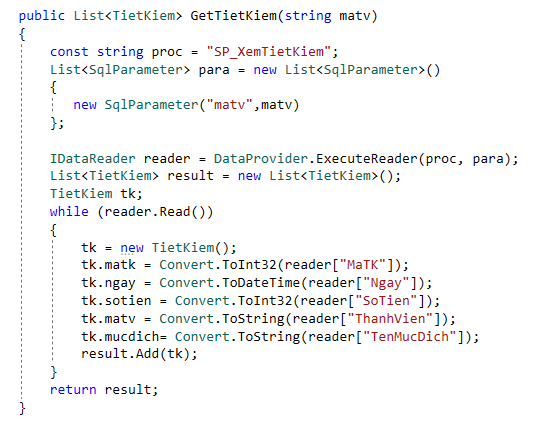 public List<TietKiem> GetTietKiem(string matv)
{
const string proc = "SP_XemTietKiem";
List<SqlParameter> para = new List<SqlParameter>()
{
new SqlParameter("matv",matv)
};
IDataReader reader = DataProvider.ExecuteReader(proc, para);
List<TietKiem> result = new List<TietKiem>();
TietKiem tk;
while (reader.Read())
{
tk = new TietKiem();
tk.matk = Convert.ToInt32(reader["MaTK"]);
tk.ngay = Convert.ToDateTime(reader["Ngay"]);
tk.sotien = Convert.ToInt32(reader["SoTien"]);
tk.matv = Convert.ToString(reader["ThanhVien"]);
tk.mucdich= Convert.ToString(reader["TenMucDich"]);
result.Add(tk);
}
return result;
}